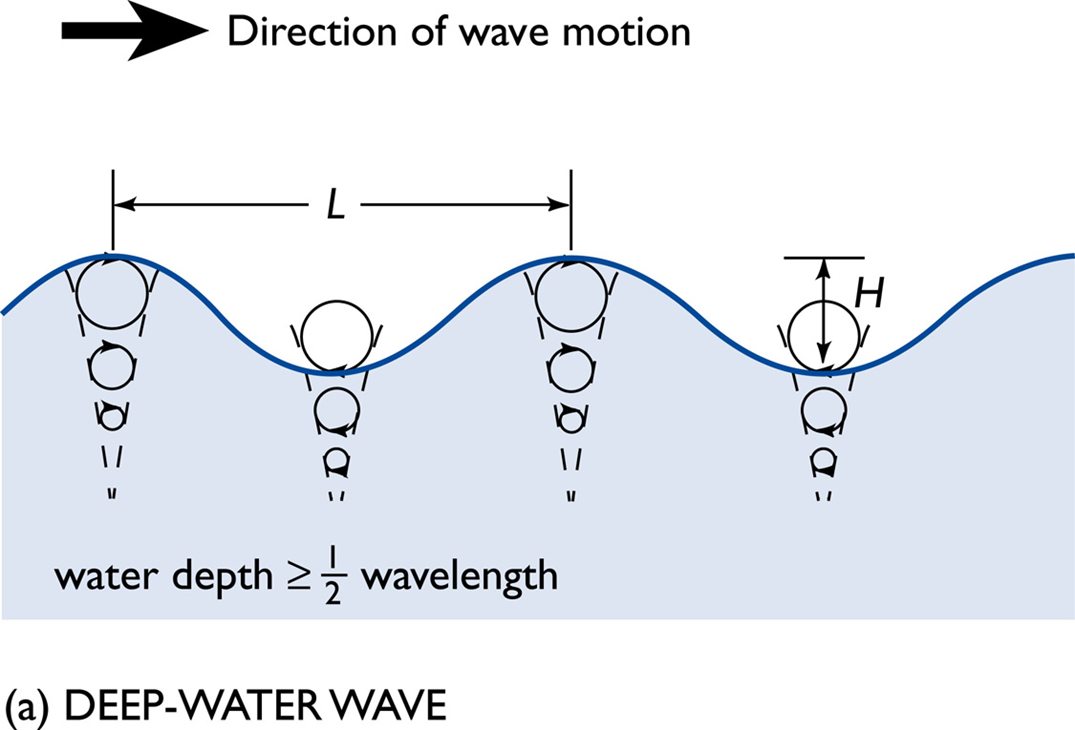 Direction of wave motion
L
H
water depth ≥ 1/2 wavelength
(a) DEEP-WATER WAVE